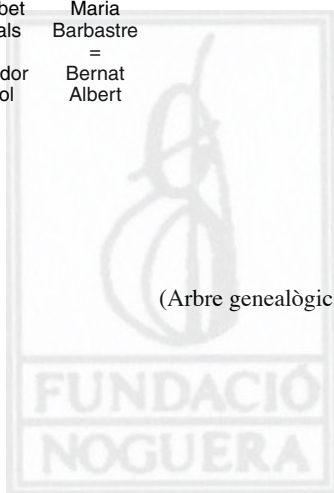 bet Maria
als Barbastre
=
dor Bernat
ol Albert
(Arbre genealògic
FUNDACIÓ
NOGUERA